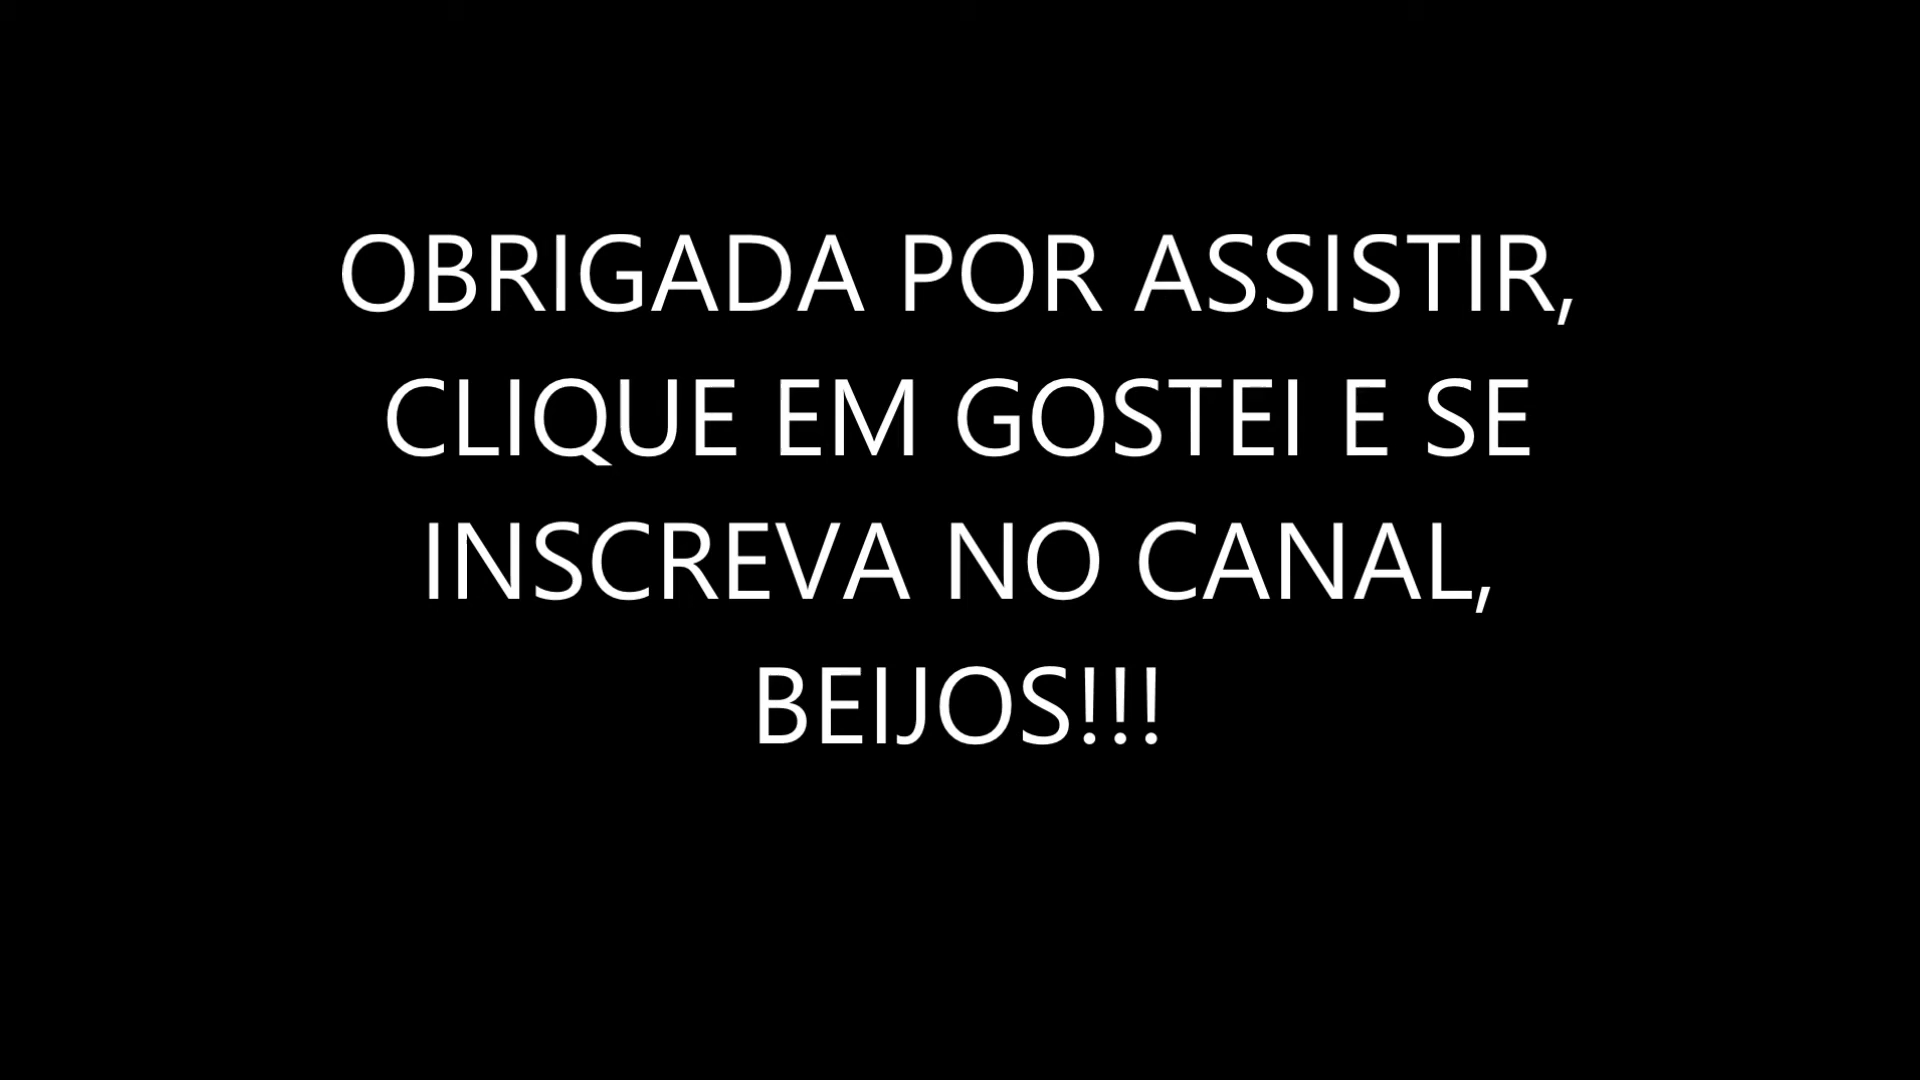 OBRIGADA POR ASSISTIR,
CLIQUE EM GOSTEI E SE
INSCREVA NO CANAL,
BEIJOS!!!